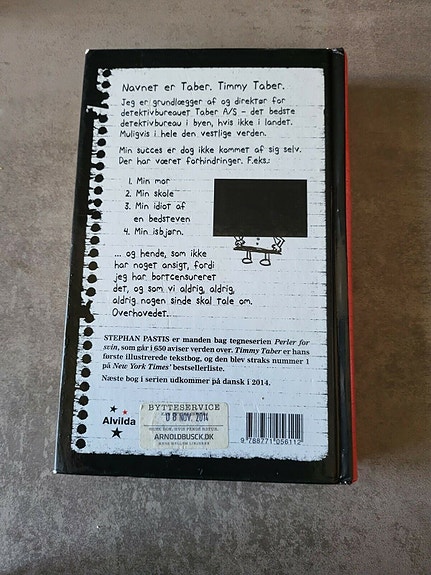 Navnet er Taber. Timmy Taber.
Jeg er grundlægger af og direktør for
detektivbureauet Taber A/S – det bedste
detektivbureau i byen, hvis ikke i landet.
Muligvis i hele den vestlige verden.
Min succes er dog ikke kommet af sig selv.
Der har været forhindringer. F.eks.:
1. Min mor
2. Min skole
3. Min idiot af
en bedsteven
4. Min isbjørn.
... og hende, som ikke
har noget ansigt, fordi
jeg har bortcensureret
det, og som vi aldrig, aldrig,
aldrig nogen sinde skal tale om.
Overhovedet.
STEPHAN PASTIS er manden bag tegneserien Perler for
svin, som går i 650 aviser verden over. Timmy Taber er hans
første illustrerede tekstbog, og den blev straks nummer 1
på New York Times' bestsellerliste.
Næste bog i serien udkommer på dansk i 2014.
Alvilda
BYTTESERVICE
08 NOV. 2014
ARNOLDBUSCK.DK
9 788771 056112